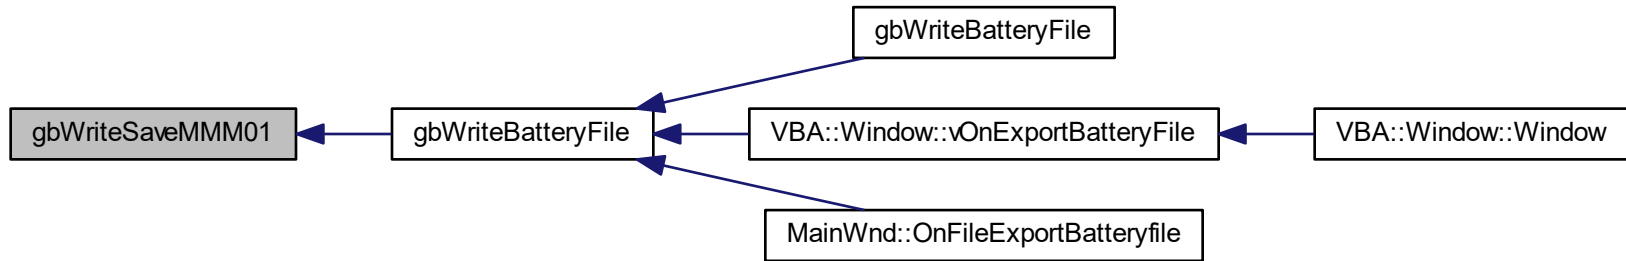 gbWriteBatteryFile
gbWriteSaveMMM01
gbWriteBatteryFile
VBA::Window::vOnExportBatteryFile
VBA::Window::Window
MainWnd::OnFileExportBatteryfile